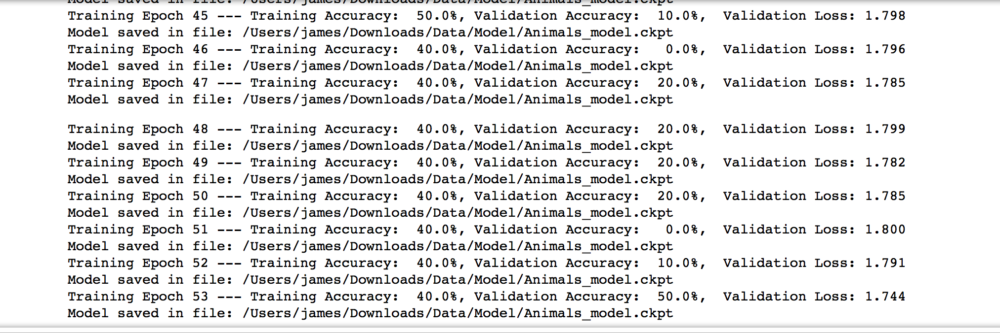 Model saved in file: /Users/james/Downloads/Data/Model/Animals_model.ckpt
Training Epoch 45 --- Training Accuracy:  50.0%, Validation Accuracy:  10.0%,  Validation Loss: 1.798
Model saved in file: /Users/james/Downloads/Data/Model/Animals_model.ckpt
Training Epoch 46 --- Training Accuracy:  40.0%, Validation Accuracy:   0.0%,  Validation Loss: 1.796
Model saved in file: /Users/james/Downloads/Data/Model/Animals_model.ckpt
Training Epoch 47 --- Training Accuracy:  40.0%, Validation Accuracy:  20.0%,  Validation Loss: 1.785
Model saved in file: /Users/james/Downloads/Data/Model/Animals_model.ckpt
Training Epoch 48 --- Training Accuracy:  40.0%, Validation Accuracy:  20.0%,  Validation Loss: 1.799
Model saved in file: /Users/james/Downloads/Data/Model/Animals_model.ckpt
Training Epoch 49 --- Training Accuracy:  40.0%, Validation Accuracy:  20.0%,  Validation Loss: 1.782
Model saved in file: /Users/james/Downloads/Data/Model/Animals_model.ckpt
Training Epoch 50 --- Training Accuracy:  40.0%, Validation Accuracy:  20.0%,  Validation Loss: 1.785
Model saved in file: /Users/james/Downloads/Data/Model/Animals_model.ckpt
Training Epoch 51 --- Training Accuracy:  40.0%, Validation Accuracy:   0.0%,  Validation Loss: 1.800
Model saved in file: /Users/james/Downloads/Data/Model/Animals_model.ckpt
Training Epoch 52 --- Training Accuracy:  40.0%, Validation Accuracy:  10.0%,  Validation Loss: 1.791
Model saved in file: /Users/james/Downloads/Data/Model/Animals_model.ckpt
Training Epoch 53 --- Training Accuracy:  40.0%, Validation Accuracy:  50.0%,  Validation Loss: 1.744
Model saved in file: /Users/james/Downloads/Data/Model/Animals_model.ckpt